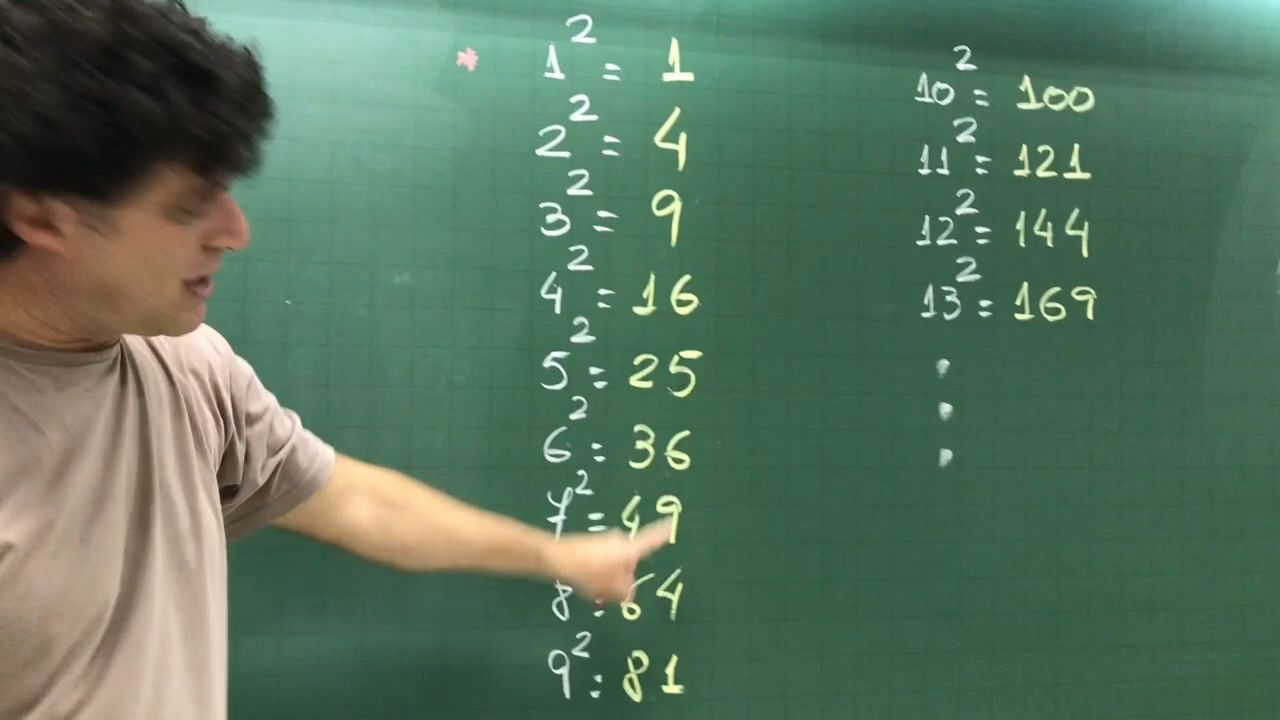 * 1² = 1
2² = 4
3² = 9
4² = 16
5² = 25
6² = 36
7² = 49
8 = 64
9² = 81
10² = 100
11² = 121
12² = 144
13² = 169
.
.
.